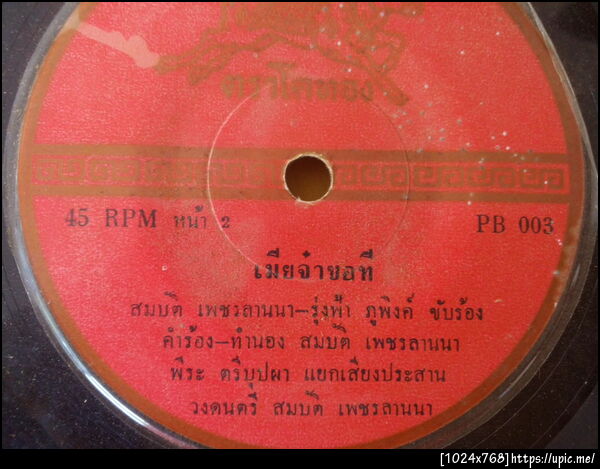 ตราโคทอง
45 RPM หน้า 2
PB 003
เมียจ๋าขอที
สมบัติ เพชรลานนา-รุ่งฟ้า ภูพิงค์ ขับร้อง
คำร้อง-ทำนอง สมบัติ เพชรลานนา
พีระ ตรีบุปผา แยกเสียงประสาน
วงดนตรี สมบัติ เพชรลานนา
[1024x768]https://upic.me/